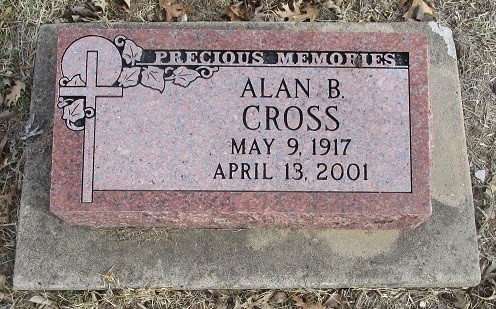 PRECIOUS MEMORIES
ALAN B.
CROSS
MAY 9, 1917
APRIL 13, 2001